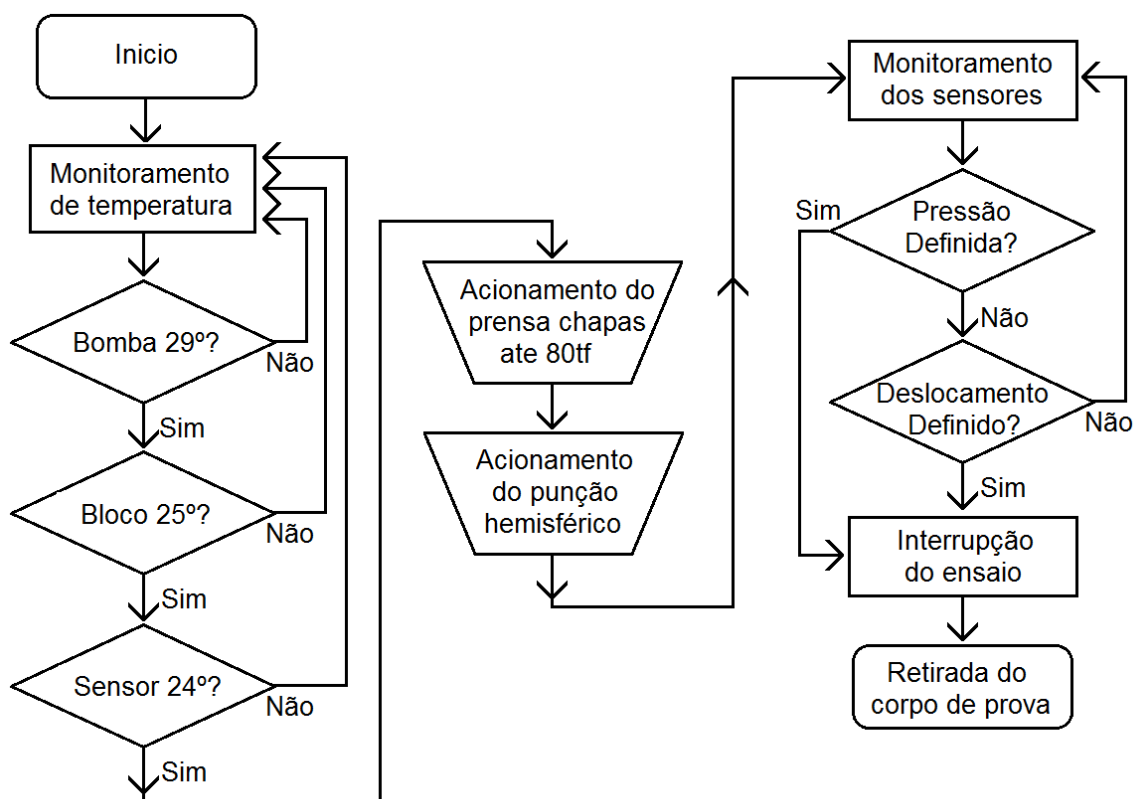 Inicio
Monitoramento
de temperatura
Bomba 29º?
Não
Sim
Bloco 25º?
Não
Sim
Sensor 24º?
Não
Sim
Acionamento do
prensa chapas
ate 80tf
Acionamento
do punção
hemisférico
Monitoramento
dos sensores
Sim
Pressão
Definida?
Não
Deslocamento
Definido?
Não
Sim
Interrupção
do ensaio
Retirada do
corpo de prova